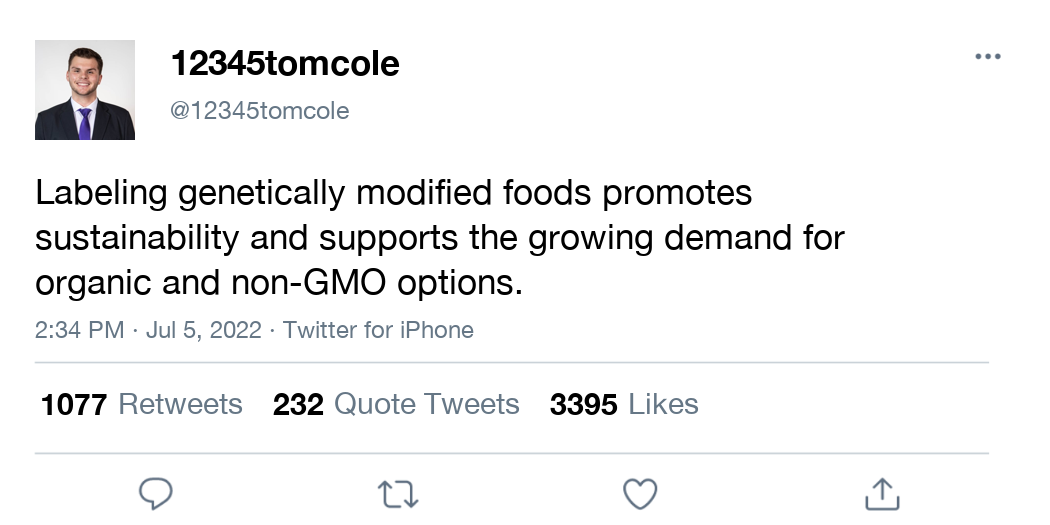 12345tomcole
@12345tomcole
Labeling genetically modified foods promotes
sustainability and supports the growing demand for
organic and non-GMO options.
2:34 PM · Jul 5, 2022 · Twitter for iPhone
1077 Retweets 232 Quote Tweets 3395 Likes